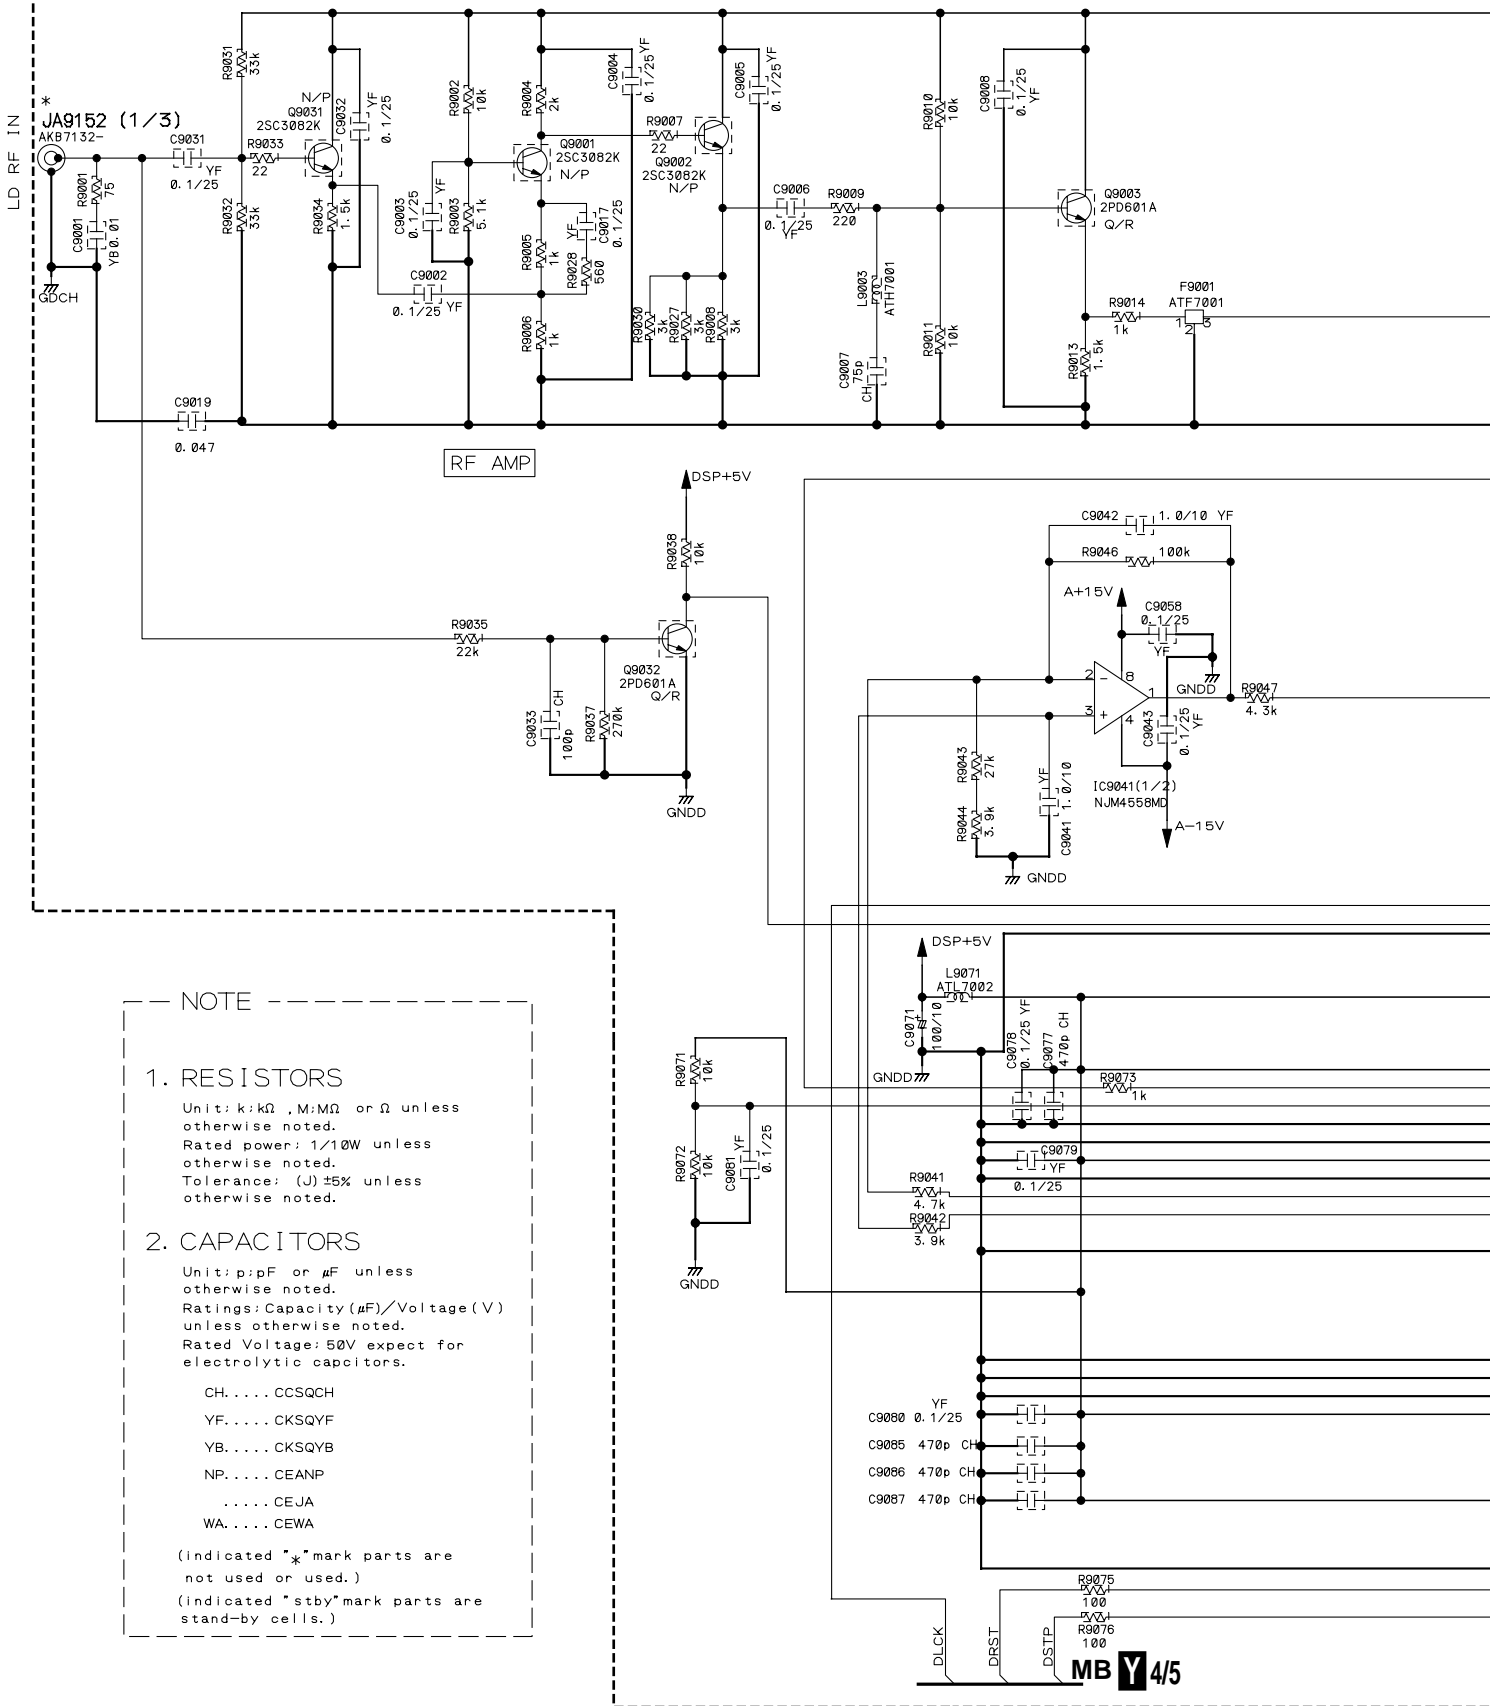 LD RF IN
*
JA9152 (1/3)
AKB7132-
GDCH
R9001
75
C9001
YB 0.01
C9031
YF
0.1/25
R9031
33k
R9032
33k
R9033
22
N/P
Q9031
2SC3082K
C9032
YF
0.1/25
R9034
1.5k
C9019
0.047
R9002
10k
C9003
YF
0.1/25
R9003
5.1k
C9002
0.1/25 YF
R9004
2k
Q9001
2SC3082K
N/P
R9005
1k
C9017
YF
0.1/25
R9028
560
R9006
1k
C9004
YF
0.1/25
R9007
22
Q9002
2SC3082K
N/P
C9005
YF
0.1/25
R9030
3k
R9027
3k
R9008
3k
C9006
0.1/25
YF
R9009
220
L9003
ATH7001
C9007
75p
CH
R9010
10k
R9011
10k
C9008
0.1/25
YF
Q9003
2PD601A
Q/R
R9013
1.5k
R9014
1k
F9001
ATF7001
1
2
3
RF AMP
DSP+5V
R9038
10k
R9035
22k
Q9032
2PD601A
Q/R
C9033
100p
CH
R9037
270k
GNDD
C9042 1.0/10 YF
R9046 100k
A+15V
C9058
0.1/25
YF
GNDD
2
-
3
+
8
1
4
R9047
4.3k
C9043
0.1/25
YF
IC9041(1/2)
NJM4558MD
A-15V
R9043
27k
R9044
3.9k
C9041 1.0/10
YF
GNDD
DSP+5V
L9071
ATL7002
C9071
+
100/10
GNDD
C9078
0.1/25 YF
C9077
470p CH
R9073
1k
R9071
10k
R9072
10k
C9081
YF
0.1/25
GNDD
C9079
YF
0.1/25
R9041
4.7k
R9042
3.9k
YF
C9080 0.1/25
C9085 470p CH
C9086 470p CH
C9087 470p CH
R9075
100
R9076
100
DLCK
DRST
DSTP
MB Y 4/5
NOTE
1. RESISTORS
Unit: k:kΩ , M:MΩ or Ω unless
otherwise noted.
Rated power: 1/10W unless
otherwise noted.
Tolerance: (J) ±5% unless
otherwise noted.
2. CAPACITORS
Unit: p:pF or µF unless
otherwise noted.
Ratings: Capacity (µF)/Voltage (V)
unless otherwise noted.
Rated Voltage: 50V expect for
electrolytic capcitors.
CH..... CCSQCH
YF..... CKSQYF
YB..... CKSQYB
NP..... CEANP
..... CEJA
WA..... CEWA
(indicated "*" mark parts are
not used or used.)
(indicated "stby" mark parts are
stand-by cells.)